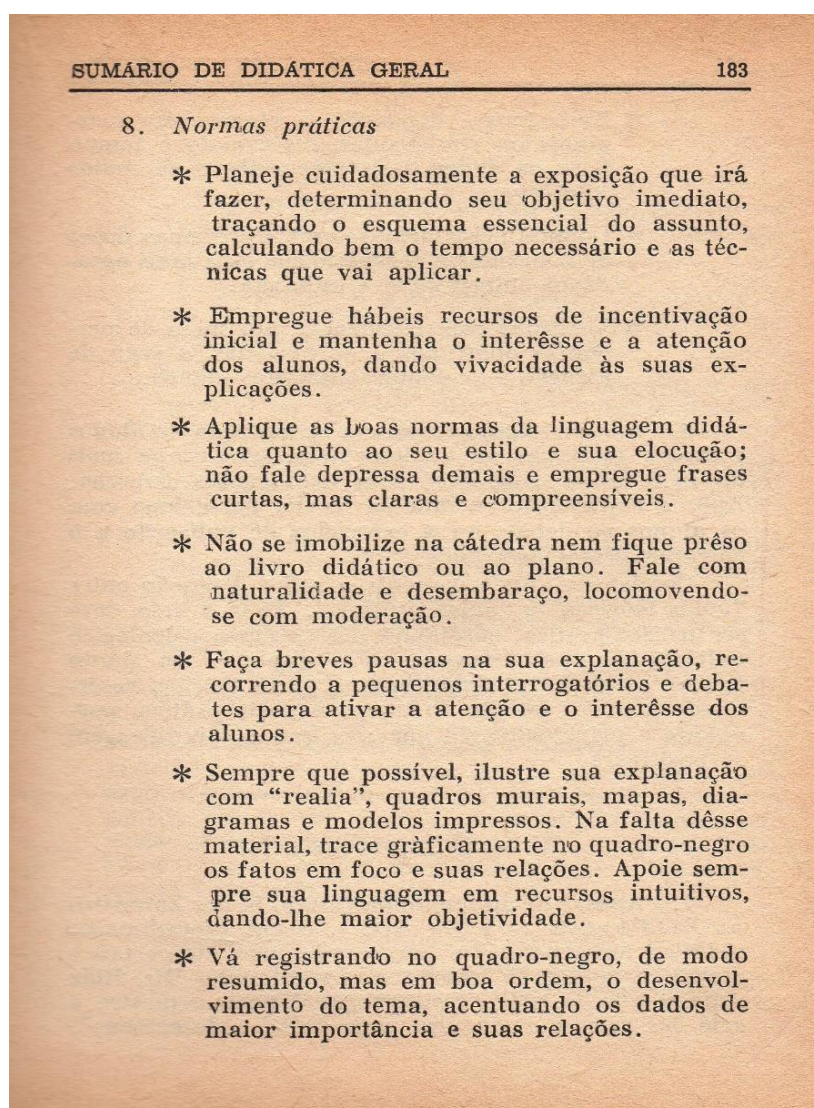 SUMÁRIO DE DIDÁTICA GERAL 183
8. Normas práticas
* Planeje cuidadosamente a exposição que irá
fazer, determinando seu objetivo imediato,
traçando o esquema essencial do assunto,
calculando bem o tempo necessário e as téc-
nicas que vai aplicar.
* Empregue hábeis recursos de incentivação
inicial e mantenha o interêsse e a atenção
dos alunos, dando vivacidade às suas ex-
plicações.
* Aplique as boas normas da linguagem didá-
tica quanto ao seu estilo e sua elocução;
não fale depressa demais e empregue frases
curtas, mas claras e compreensíveis.
* Não se imobilize na cátedra nem fique prêso
ao livro didático ou ao plano. Fale com
naturalidade e desembaraço, locomovendo-
se com moderação.
* Faça breves pausas na sua explanação, re-
correndo a pequenos interrogatórios e deba-
tes para ativar a atenção e o interêsse dos
alunos.
* Sempre que possível, ilustre sua explanação
com “realia”, quadros murais, mapas, dia-
gramas e modelos impressos. Na falta dêsse
material, trace gràficamente no quadro-negro
os fatos em foco e suas relações. Apoie sem-
pre sua linguagem em recursos intuitivos,
dando-lhe maior objetividade.
* Vá registrando no quadro-negro, de modo
resumido, mas em boa ordem, o desenvol-
vimento do tema, acentuando os dados de
maior importância e suas relações.